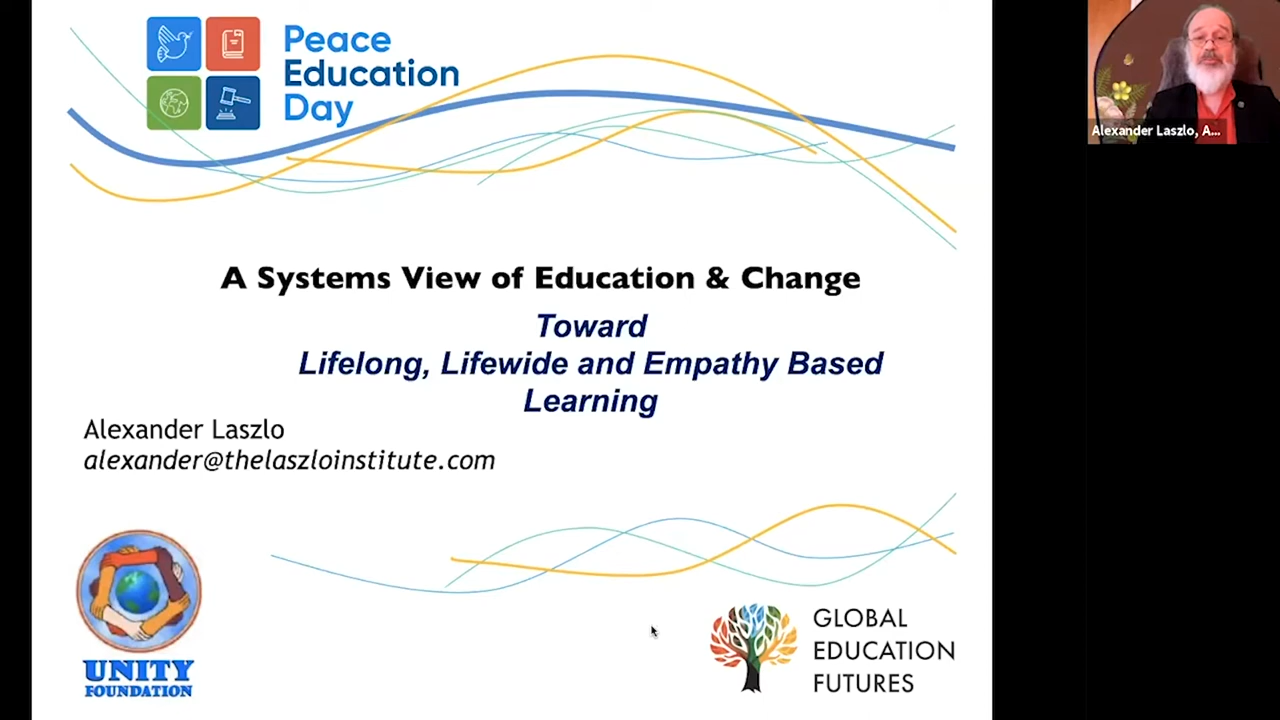 Peace
Education
Day
Alexander Laszlo, A...
A Systems View of Education & Change
Toward
Lifelong, Lifewide and Empathy Based
Learning
Alexander Laszlo
alexander@thelaszloinstitute.com
UNITY
FOUNDATION
GLOBAL
EDUCATION
FUTURES